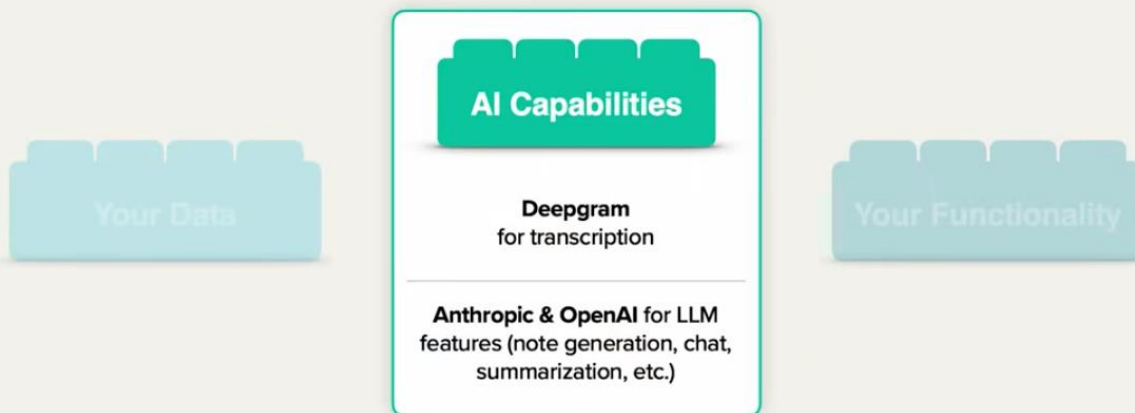 AI Capabilities
Your Data
Your Functionality
Deepgram
for transcription
Anthropic & OpenAI for LLM
features (note generation, chat,
summarization, etc.)